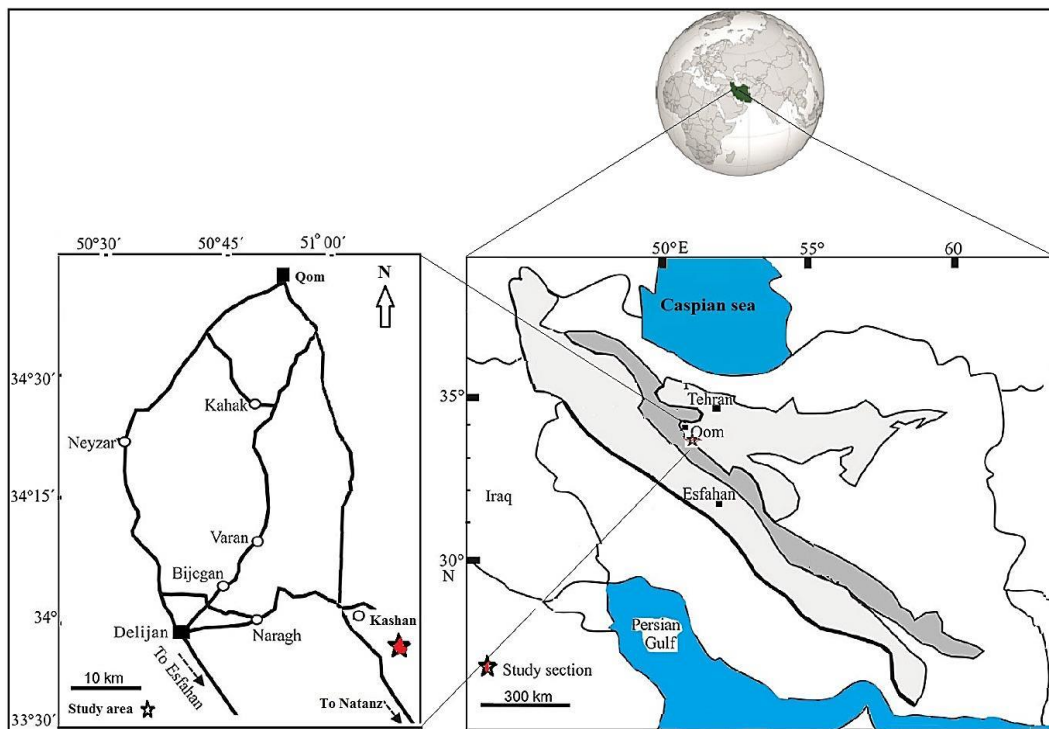 50°30´ 50°45´ 51° 00´
Qom
N
34°30´
Kahak
Neyzar
34°15´
Varan
Bijegan
34°
Kashan
Delijan
Naragh
To Esfahan
10 km
To Natanz
Study area
33°30´
50°E 55° 60
Caspian sea
35°
Tehran
Qom
Esfahan
Iraq
30°
N
Persian
Gulf
Study section
300 km